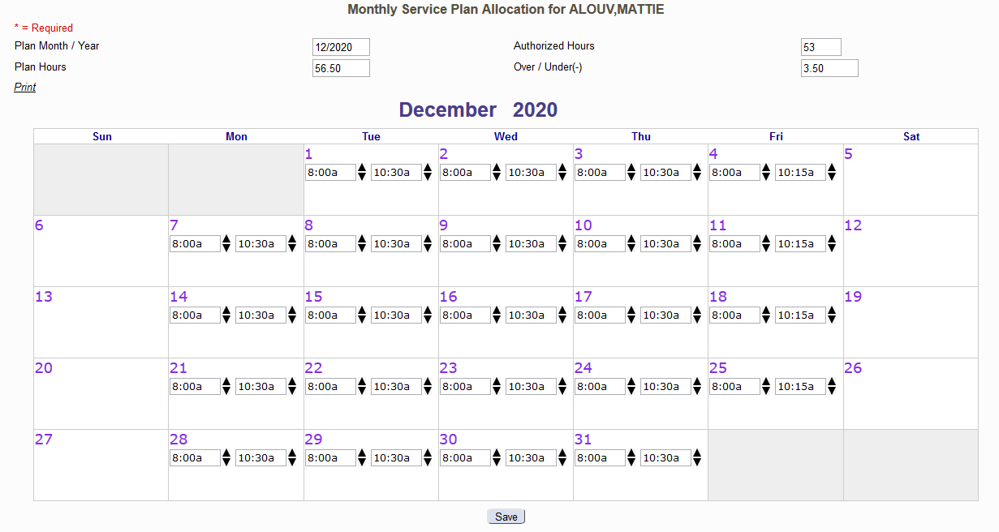 Monthly Service Plan Allocation for ALOUV,MATTIE
* = Required
Plan Month / Year 12/2020 Authorized Hours 53
Plan Hours 56.50 Over / Under(-) 3.50
Print
December 2020
Sun Mon Tue Wed Thu Fri Sat
1 2 3 4 5
8:00a 10:30a 8:00a 10:30a 8:00a 10:30a 8:00a 10:15a
6 7 8 9 10 11 12
8:00a 10:30a 8:00a 10:30a 8:00a 10:30a 8:00a 10:30a 8:00a 10:15a
13 14 15 16 17 18 19
8:00a 10:30a 8:00a 10:30a 8:00a 10:30a 8:00a 10:30a 8:00a 10:15a
20 21 22 23 24 25 26
8:00a 10:30a 8:00a 10:30a 8:00a 10:30a 8:00a 10:30a 8:00a 10:15a
27 28 29 30 31
8:00a 10:30a 8:00a 10:30a 8:00a 10:30a 8:00a 10:30a
Save